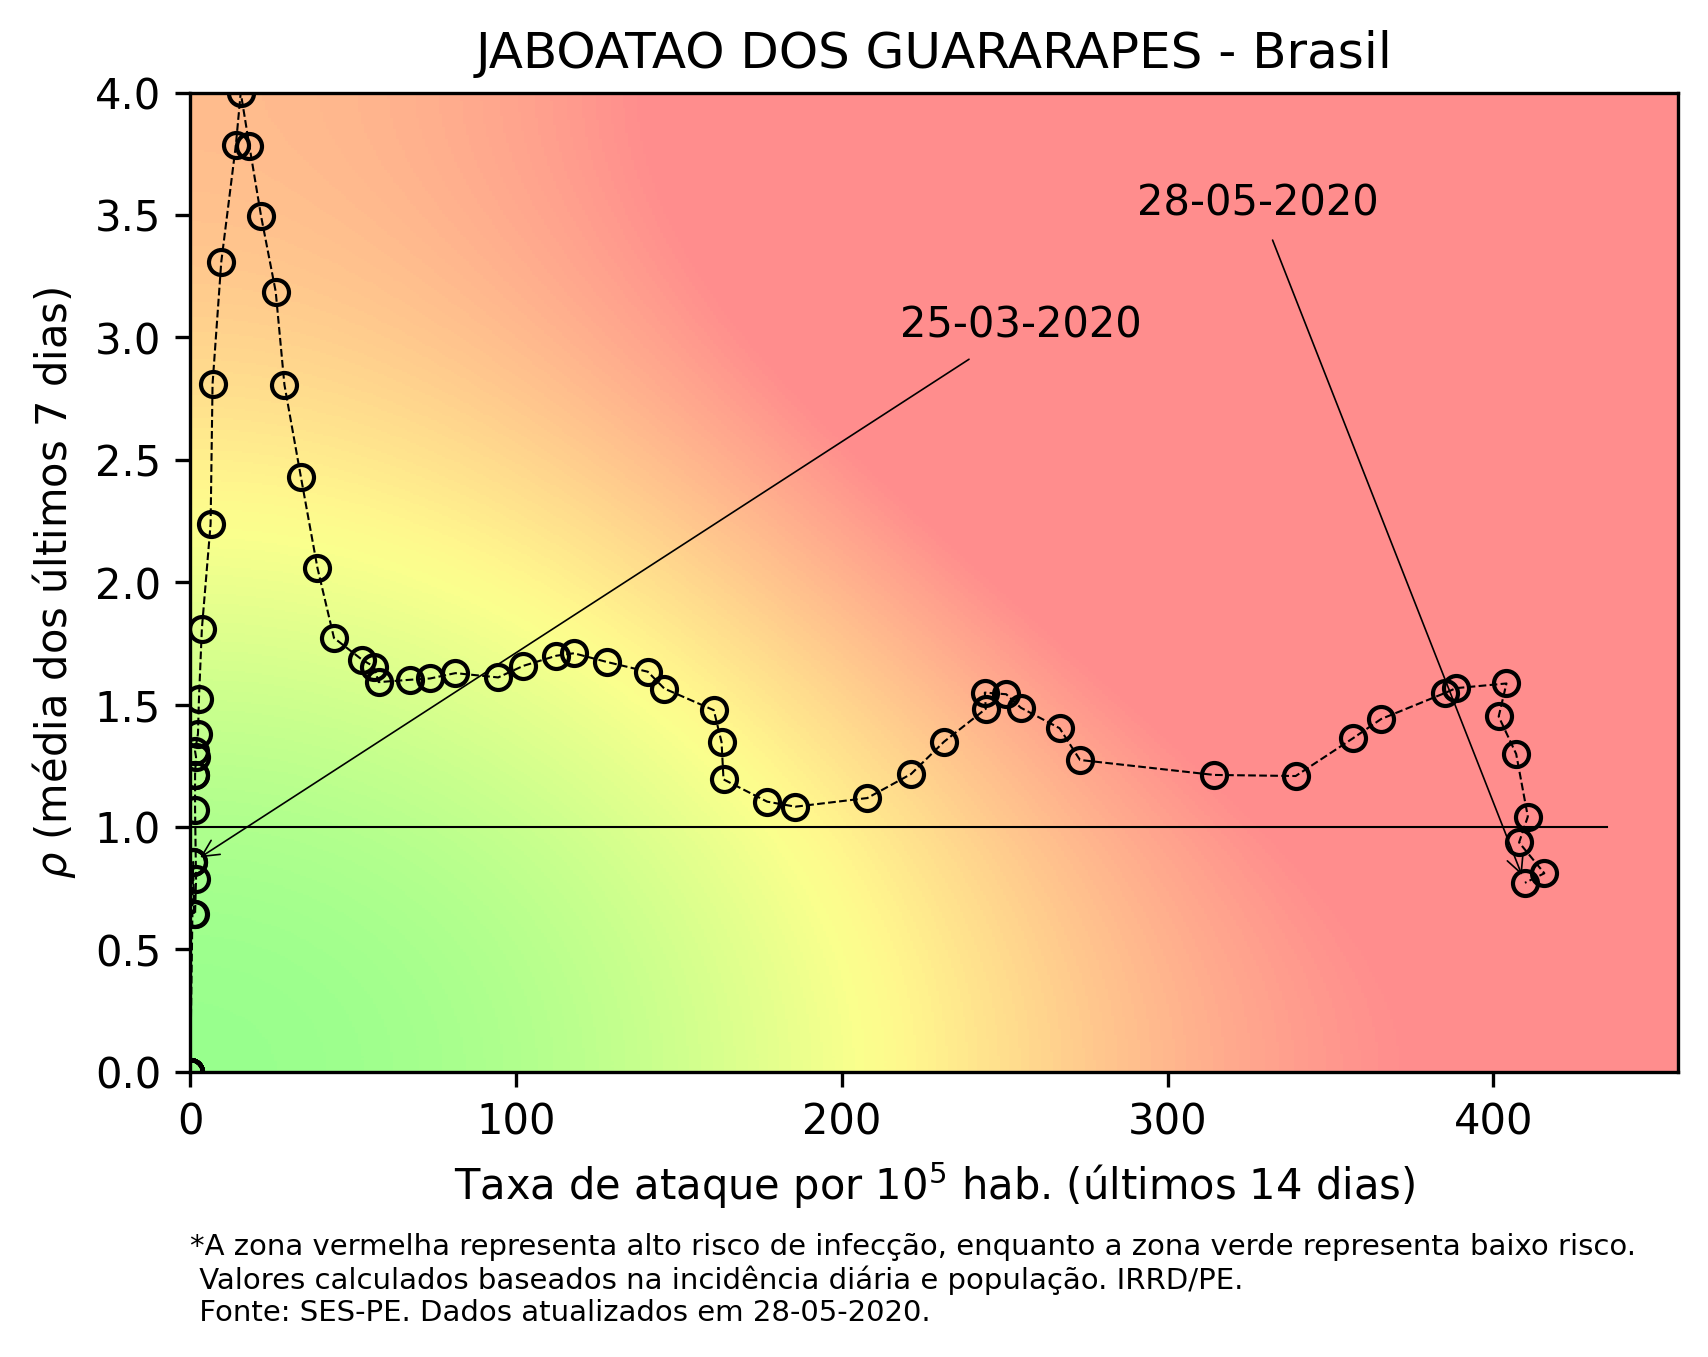 JABOATAO DOS GUARARAPES - Brasil
4.0
3.5
3.0
2.5
2.0
1.5
1.0
0.5
0.0
ρ (média dos últimos 7 dias)
28-05-2020
25-03-2020
0 100 200 300 400
Taxa de ataque por 10⁵ hab. (últimos 14 dias)
*A zona vermelha representa alto risco de infecção, enquanto a zona verde representa baixo risco.
Valores calculados baseados na incidência diária e população. IRRD/PE.
Fonte: SES-PE. Dados atualizados em 28-05-2020.